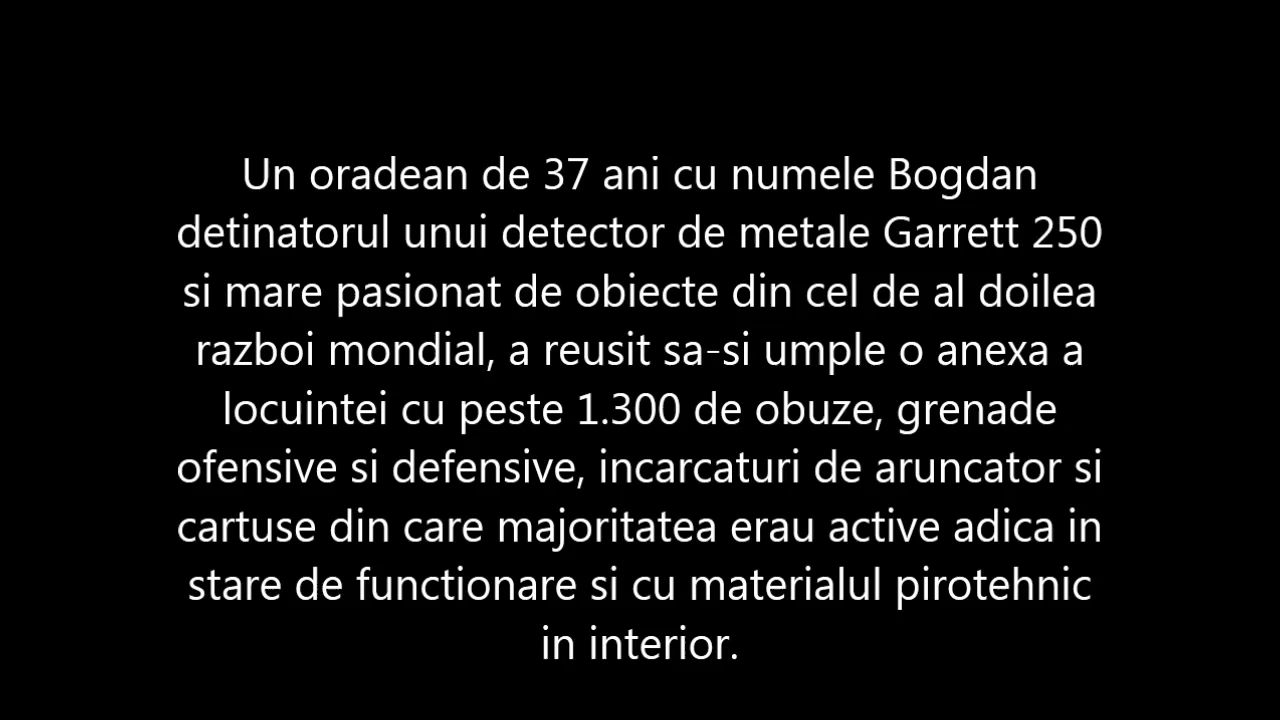 Un oradean de 37 ani cu numele Bogdan
detinatorul unui detector de metale Garrett 250
si mare pasionat de obiecte din cel de al doilea
razboi mondial, a reusit sa-si umple o anexa a
locuintei cu peste 1.300 de obuze, grenade
ofensive si defensive, incarcaturi de aruncator si
cartuse din care majoritatea erau active adica in
stare de functionare si cu materialul pirotehnic
in interior.